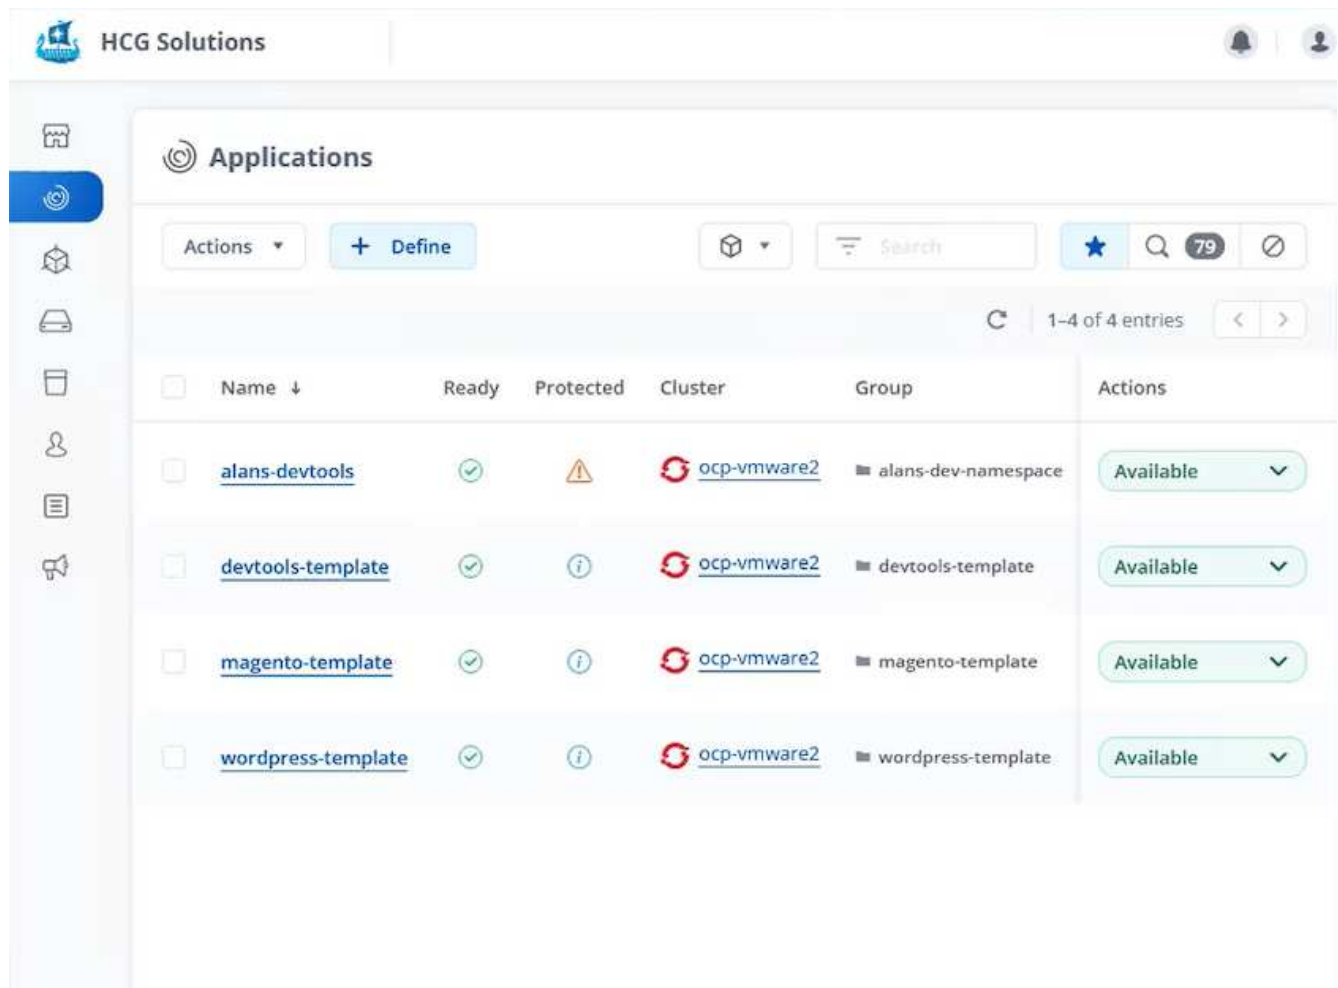 HCG Solutions
Applications
Actions
+ Define
Search
79
1–4 of 4 entries
Name ↓ Ready Protected Cluster Group Actions
alans-devtools ocp-vmware2 alans-dev-namespace Available
devtools-template ocp-vmware2 devtools-template Available
magento-template ocp-vmware2 magento-template Available
wordpress-template ocp-vmware2 wordpress-template Available